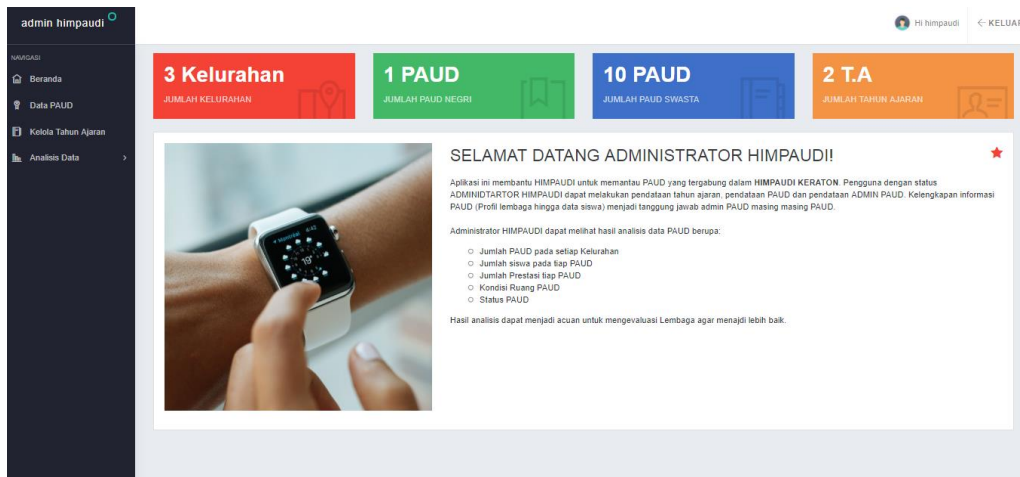 admin himpaudi
Hi himpaudi
KELUAR
NAVIGASI
Beranda
Data PAUD
Kelola Tahun Ajaran
Analisis Data
3 Kelurahan
JUMLAH KELURAHAN
1 PAUD
JUMLAH PAUD NEGRI
10 PAUD
JUMLAH PAUD SWASTA
2 T.A
JUMLAH TAHUN AJARAN
SELAMAT DATANG ADMINISTRATOR HIMPAUDI!
Aplikasi ini membantu HIMPAUDI untuk memantau PAUD yang tergabung dalam HIMPAUDI KERATON. Pengguna dengan status
ADMINIDTARTOR HIMPAUDI dapat melakukan pendataan tahun ajaran, pendataan PAUD dan pendataan ADMIN PAUD. Kelengkapan informasi
PAUD (Profil lembaga hingga data siswa) menjadi tanggung jawab admin PAUD masing masing PAUD.
Administrator HIMPAUDI dapat melihat hasil analisis data PAUD berupa:
Jumlah PAUD pada setiap Kelurahan
Jumlah siswa pada tiap PAUD
Jumlah Prestasi tiap PAUD
Kondisi Ruang PAUD
Status PAUD
Hasil analisis dapat menjadi acuan untuk mengevaluasi Lembaga agar menajdi lebih baik.